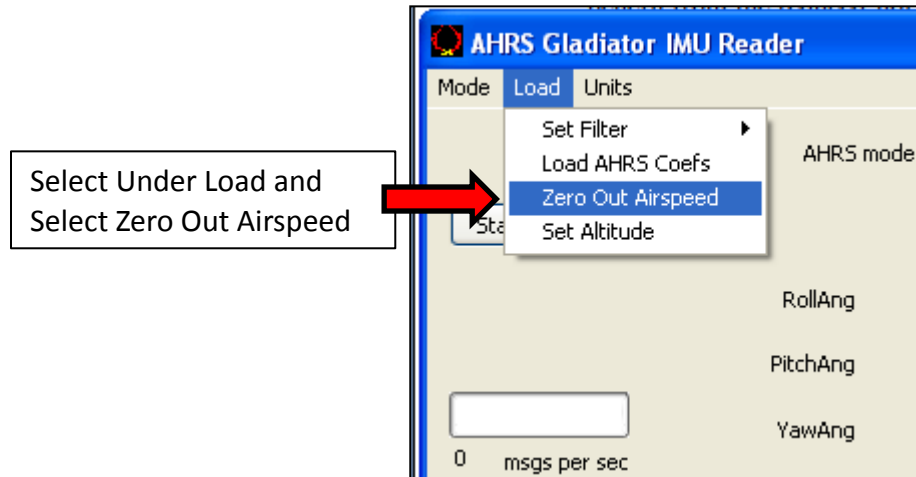 AHRS Gladiator IMU Reader
Mode Load Units
Set Filter
Load AHRS Coefs
Zero Out Airspeed
Set Altitude
AHRS mode
Select Under Load and
Select Zero Out Airspeed
RollAng
PitchAng
YawAng
0 msgs per sec